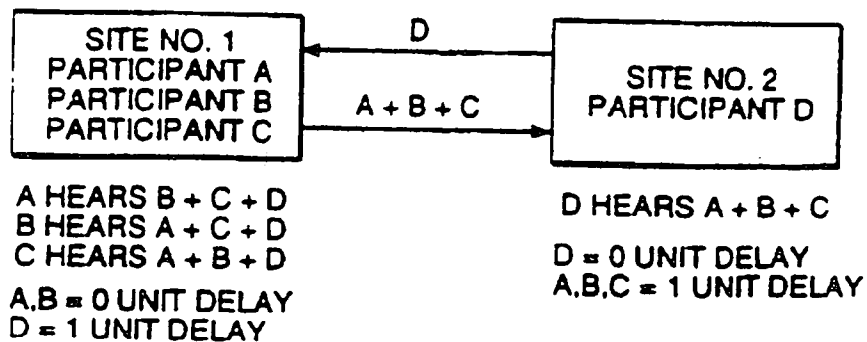 SITE NO. 1
PARTICIPANT A
PARTICIPANT B
PARTICIPANT C
D
A + B + C
SITE NO. 2
PARTICIPANT D
A HEARS B + C + D
B HEARS A + C + D
C HEARS A + B + D
A,B = 0 UNIT DELAY
D = 1 UNIT DELAY
D HEARS A + B + C
D = 0 UNIT DELAY
A,B,C = 1 UNIT DELAY